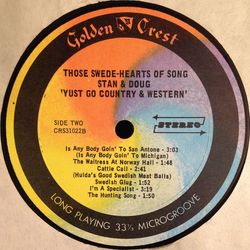 Golden Crest
THOSE SWEDE-HEARTS OF SONG
STAN & DOUG
'YUST GO COUNTRY & WESTERN'
SIDE TWO
CRS31022B
STEREO
Is Any Body Goin' To San Antone - 3:03
(Is Any Body Goin' To Michigan)
The Waitress At Norway Hall - 1:48
Cattle Call - 2:41
(Hulda's Good Swedish Meat Balls)
Swedish Glug - 2:52
I'm A Specialist - 3:19
The Hunting Song - 1:50
LONG PLAYING 33⅓ MICROGROOVE